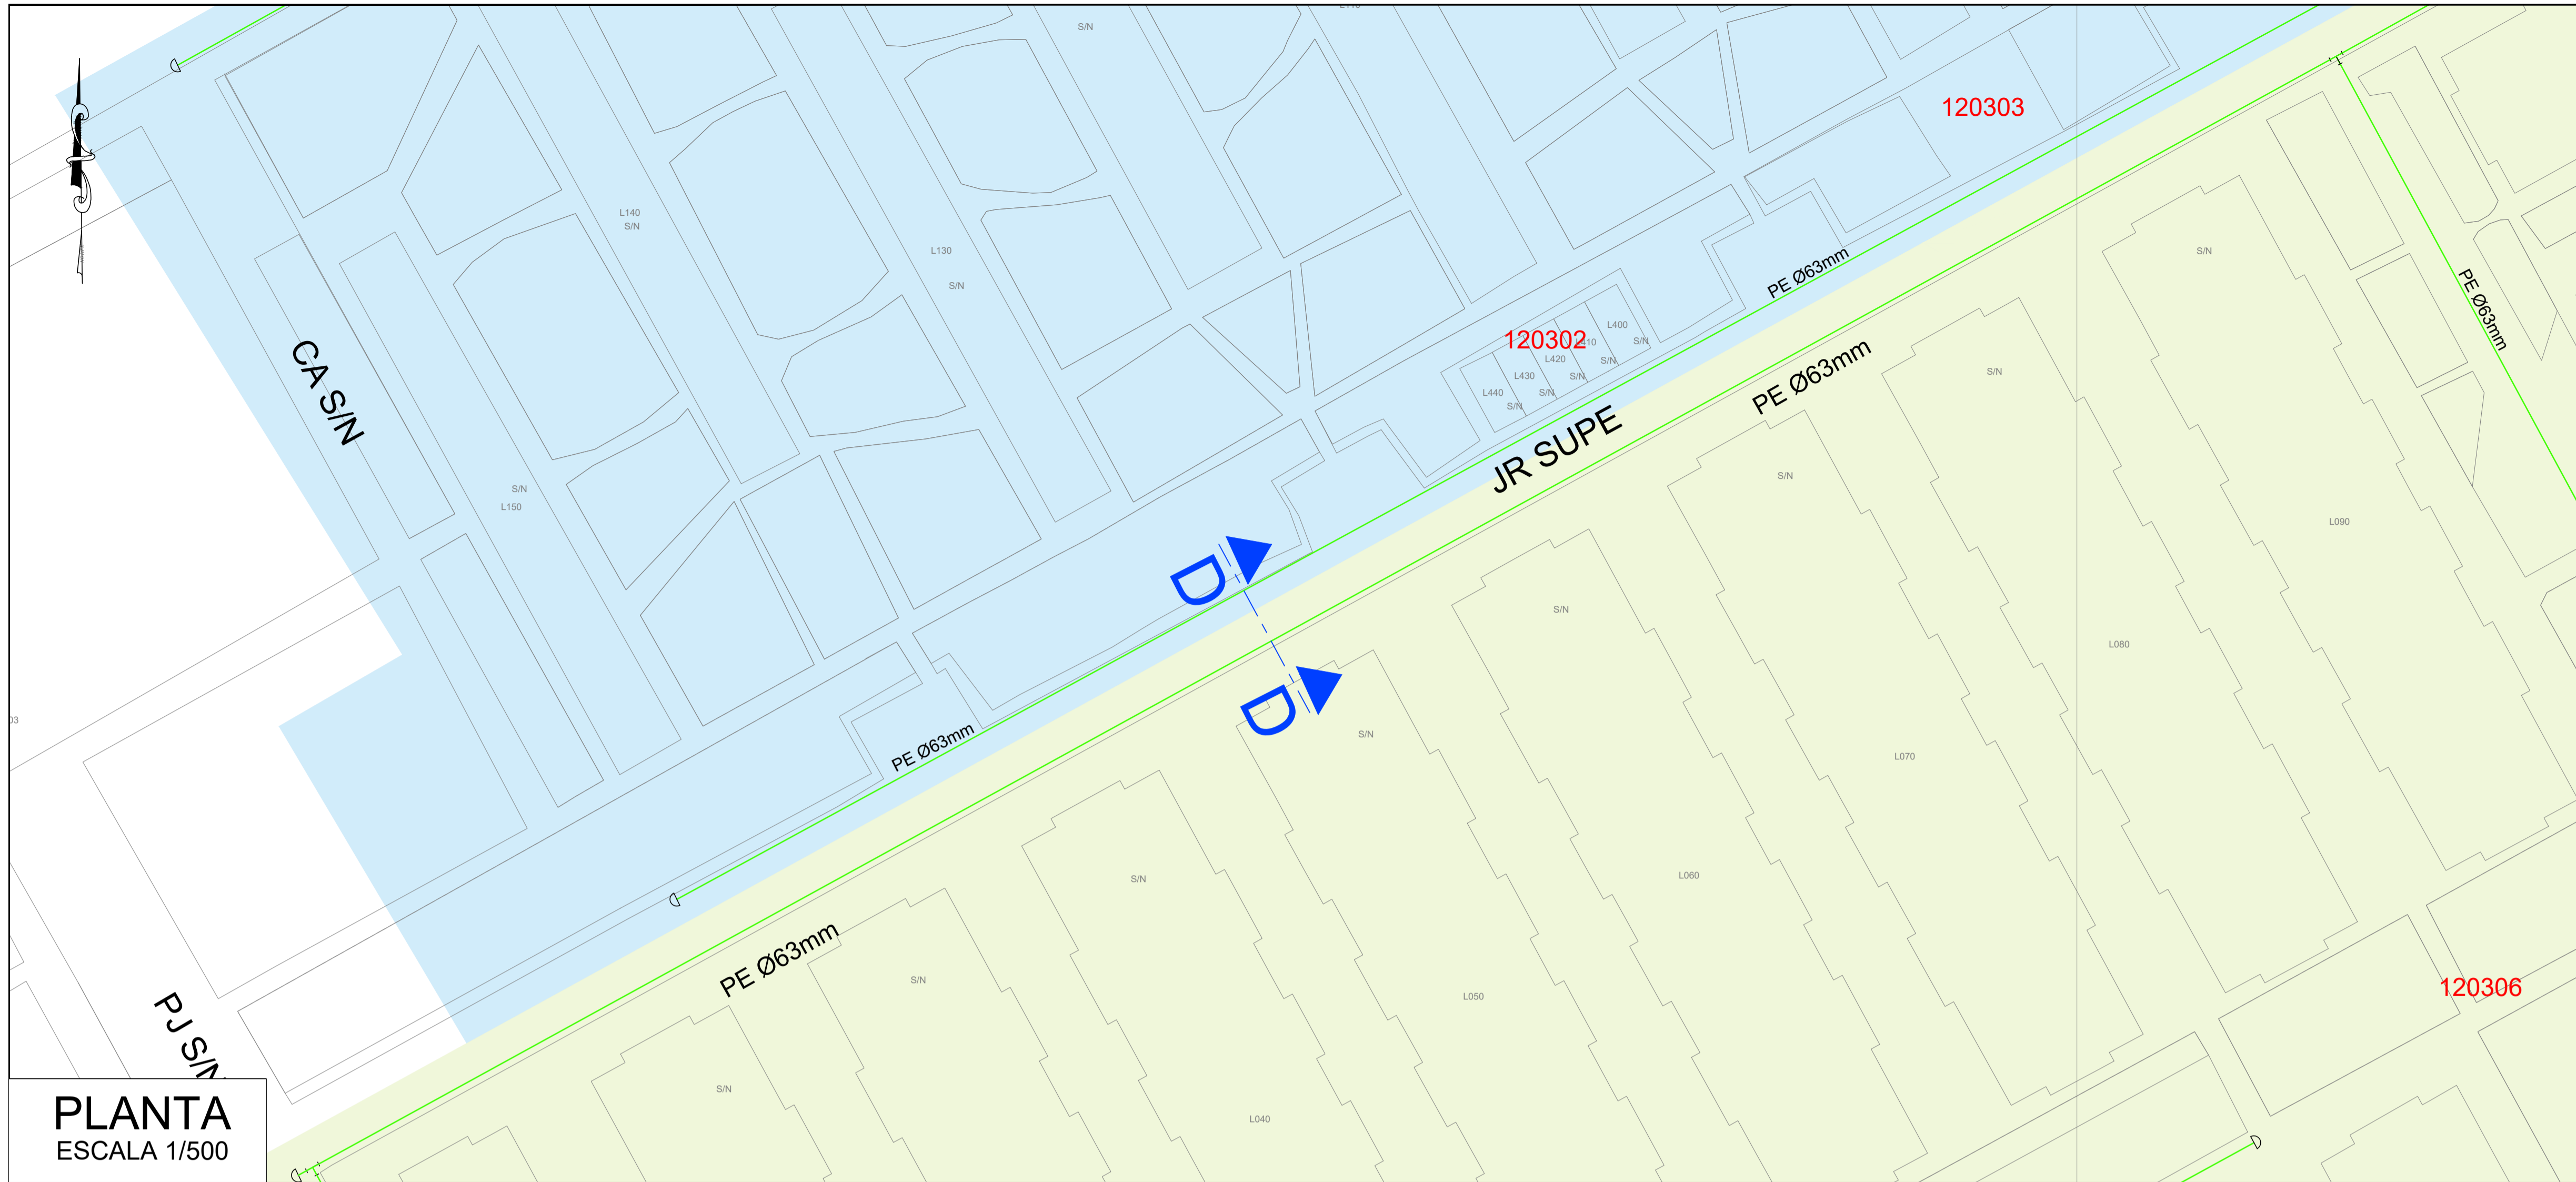 S/N
120303
L140
S/N
L130
S/N
S/N
PE Ø63mm
PE Ø63mm
CA S/N
120302
L400
S/N
L420
S/N
L430
S/N
S/N
L440
S/N
PE Ø63mm
S/N
JR SUPE
S/N
S/N
L150
L090
D
S/N
L080
D
S/N
PE Ø63mm
L070
S/N
L060
PE Ø63mm
S/N
L050
120306
PJ S/N
S/N
L040
PLANTA
ESCALA 1/500